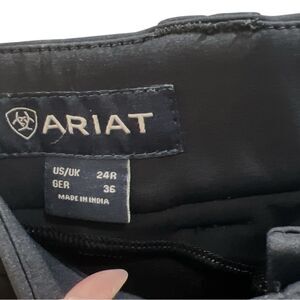 ARIAT
US/UK 24R
GER 36
MADE IN INDIA